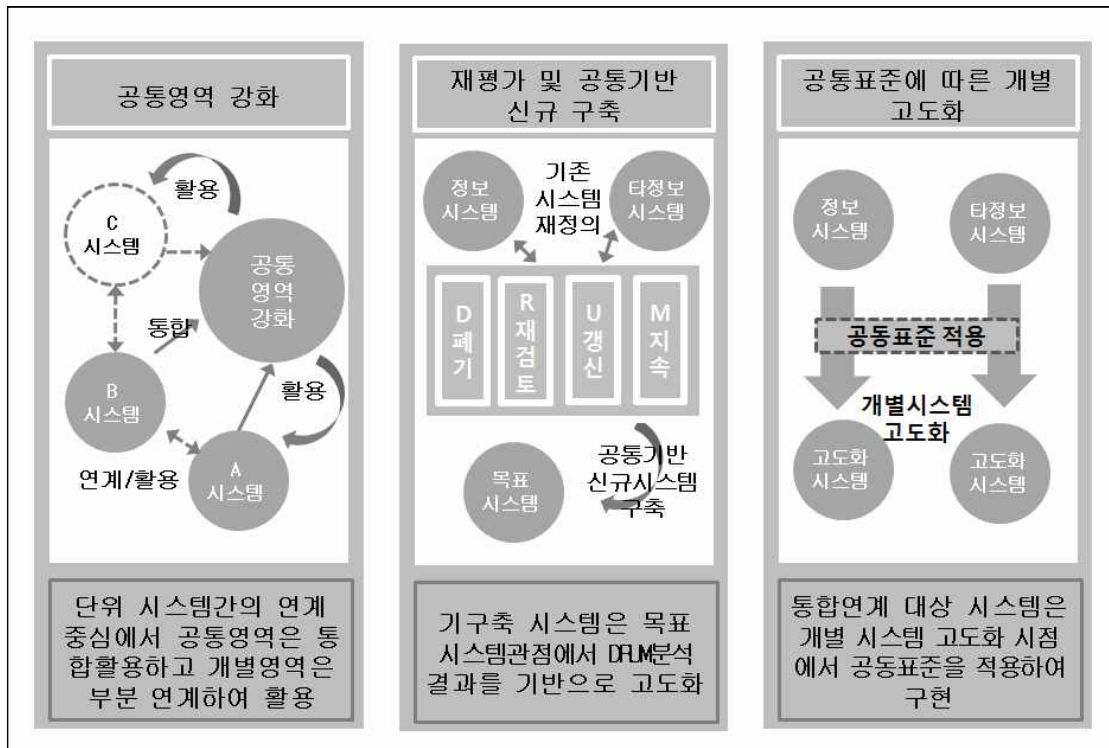 공통영역 강화
활용
C
시스템
공통
영역
강화
통합
B
시스템
활용
연계/활용
A
시스템
단위 시스템간의 연계
중심에서 공통영역은 통
합활용하고 개별영역은
부분 연계하여 활용
재평가 및 공통기반
신규 구축
정보
시스템
기존
시스템
재정의
타정보
시스템
D
폐
기
R
재
검
토
U
갱
신
M
지
속
목표
시스템
공통기반
신규시스템
구축
기구축 시스템은 목표
시스템관점에서 DRUM분석
결과를 기반으로 고도화
공통표준에 따른 개별
고도화
정보
시스템
타정보
시스템
공동표준 적용
개별시스템
고도화
고도화
시스템
고도화
시스템
통합연계 대상 시스템은
개별 시스템 고도화 시점
에서 공동표준을 적용하여
구현